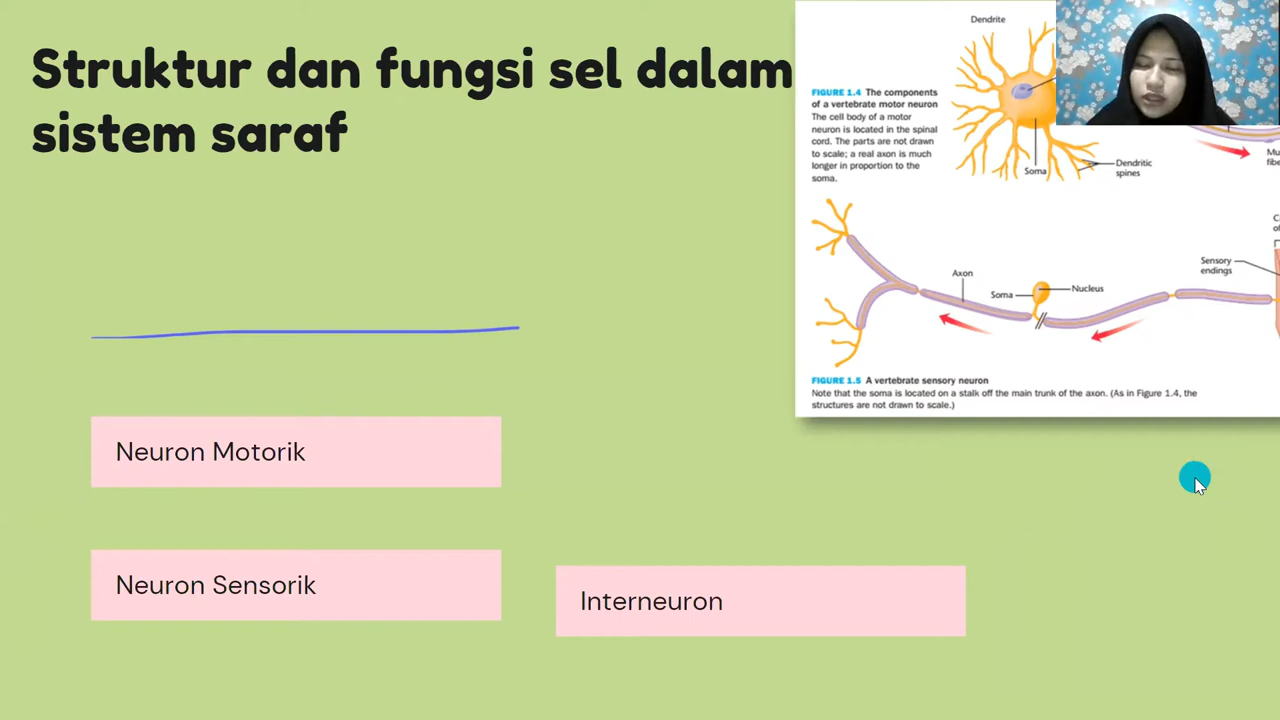 Struktur dan fungsi sel dalam
sistem saraf
Dendrite
FIGURE 1.4 The components
of a vertebrate motor neuron
The cell body of a motor
neuron is located in the spinal
cord. The parts are not drawn
to scale; a real axon is much
longer in proportion to the
soma.
Soma
Dendritic
spines
Axon
Soma
Nucleus
Sensory
endings
FIGURE 1.5 A vertebrate sensory neuron
Note that the soma is located on a stalk off the main trunk of the axon. (As in Figure 1.4, the
structures are not drawn to scale.)
Neuron Motorik
Neuron Sensorik
Interneuron